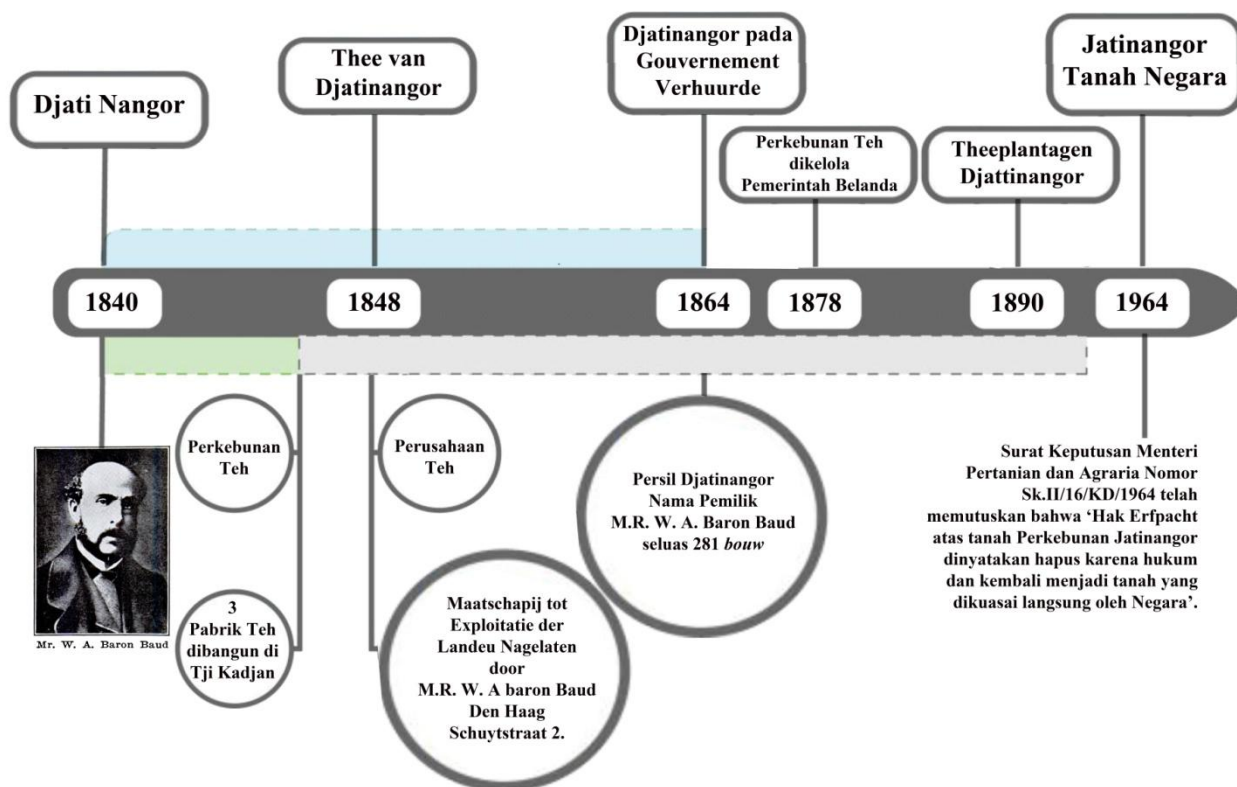 Djati Nangor
Thee van
Djatinangor
Djatinangor pada
Gouvernement
Verhuurde
Perkebunan Teh
dikelola
Pemerintah Belanda
Theeplantagen
Djattinangor
Jatinangor
Tanah Negara
1840
1848
1864
1878
1890
1964
Mr. W. A. Baron Baud
Perkebunan
Teh
3
Pabrik Teh
dibangun di
Tji Kadjan
Perusahaan
Teh
Maatschapij tot
Exploitatie der
Landeu Nagelaten
door
M.R. W. A baron Baud
Den Haag
Schuytstraat 2.
Persil Djatinangor
Nama Pemilik
M.R. W. A. Baron Baud
seluas 281 bouw
Surat Keputusan Menteri
Pertanian dan Agraria Nomor
Sk.II/16/KD/1964 telah
memutuskan bahwa ‘Hak Erfpacht
atas tanah Perkebunan Jatinangor
dinyatakan hapus karena hukum
dan kembali menjadi tanah yang
dikuasai langsung oleh Negara’.